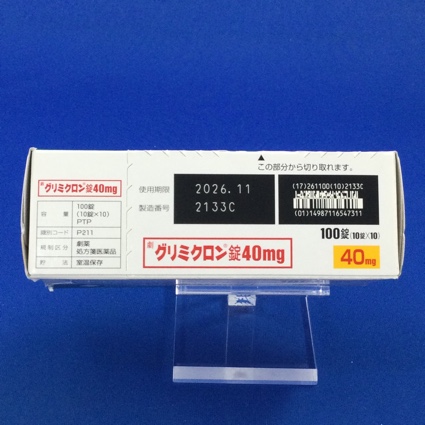 この部分から切り取れます。
劇 グリミクロン®錠40mg
容量 100錠
(10錠×10)
PTP
識別コード P211
規制区分 劇薬
処方箋医薬品
貯法 室温保存
使用期限 2026.11
製造番号 2133C
(17)261100(10)2133C
(01)14987116547311
劇 グリミクロン®錠40mg
100錠(10錠×10)
40mg